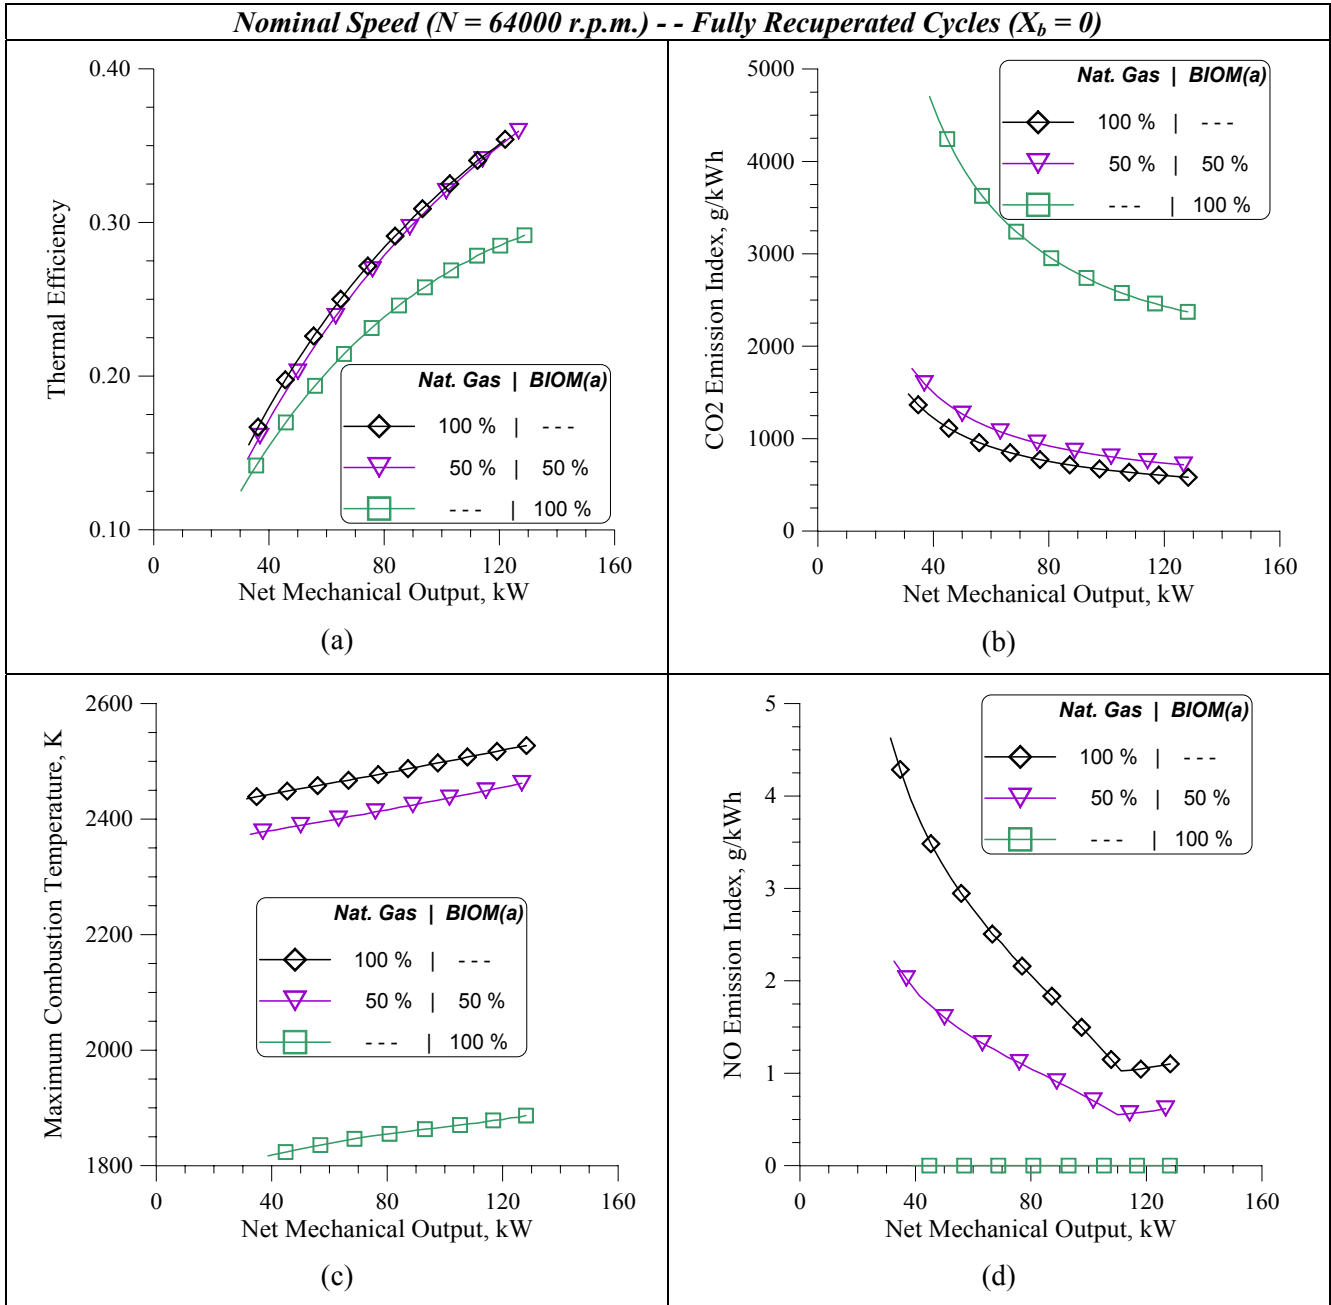 Nominal Speed (N = 64000 r.p.m.) - - Fully Recuperated Cycles (Xb = 0)
0.40
0.30
0.20
0.10
Thermal Efficiency
Nat. Gas | BIOM(a)
100 % | - - -
50 % | 50 %
- - - | 100 %
0 40 80 120 160
Net Mechanical Output, kW
(a)
5000
4000
3000
2000
1000
0
CO2 Emission Index, g/kWh
Nat. Gas | BIOM(a)
100 % | - - -
50 % | 50 %
- - - | 100 %
0 40 80 120 160
Net Mechanical Output, kW
(b)
2600
2400
2200
2000
1800
Maximum Combustion Temperature, K
Nat. Gas | BIOM(a)
100 % | - - -
50 % | 50 %
- - - | 100 %
0 40 80 120 160
Net Mechanical Output, kW
(c)
5
4
3
2
1
0
NO Emission Index, g/kWh
Nat. Gas | BIOM(a)
100 % | - - -
50 % | 50 %
- - - | 100 %
0 40 80 120 160
Net Mechanical Output, kW
(d)